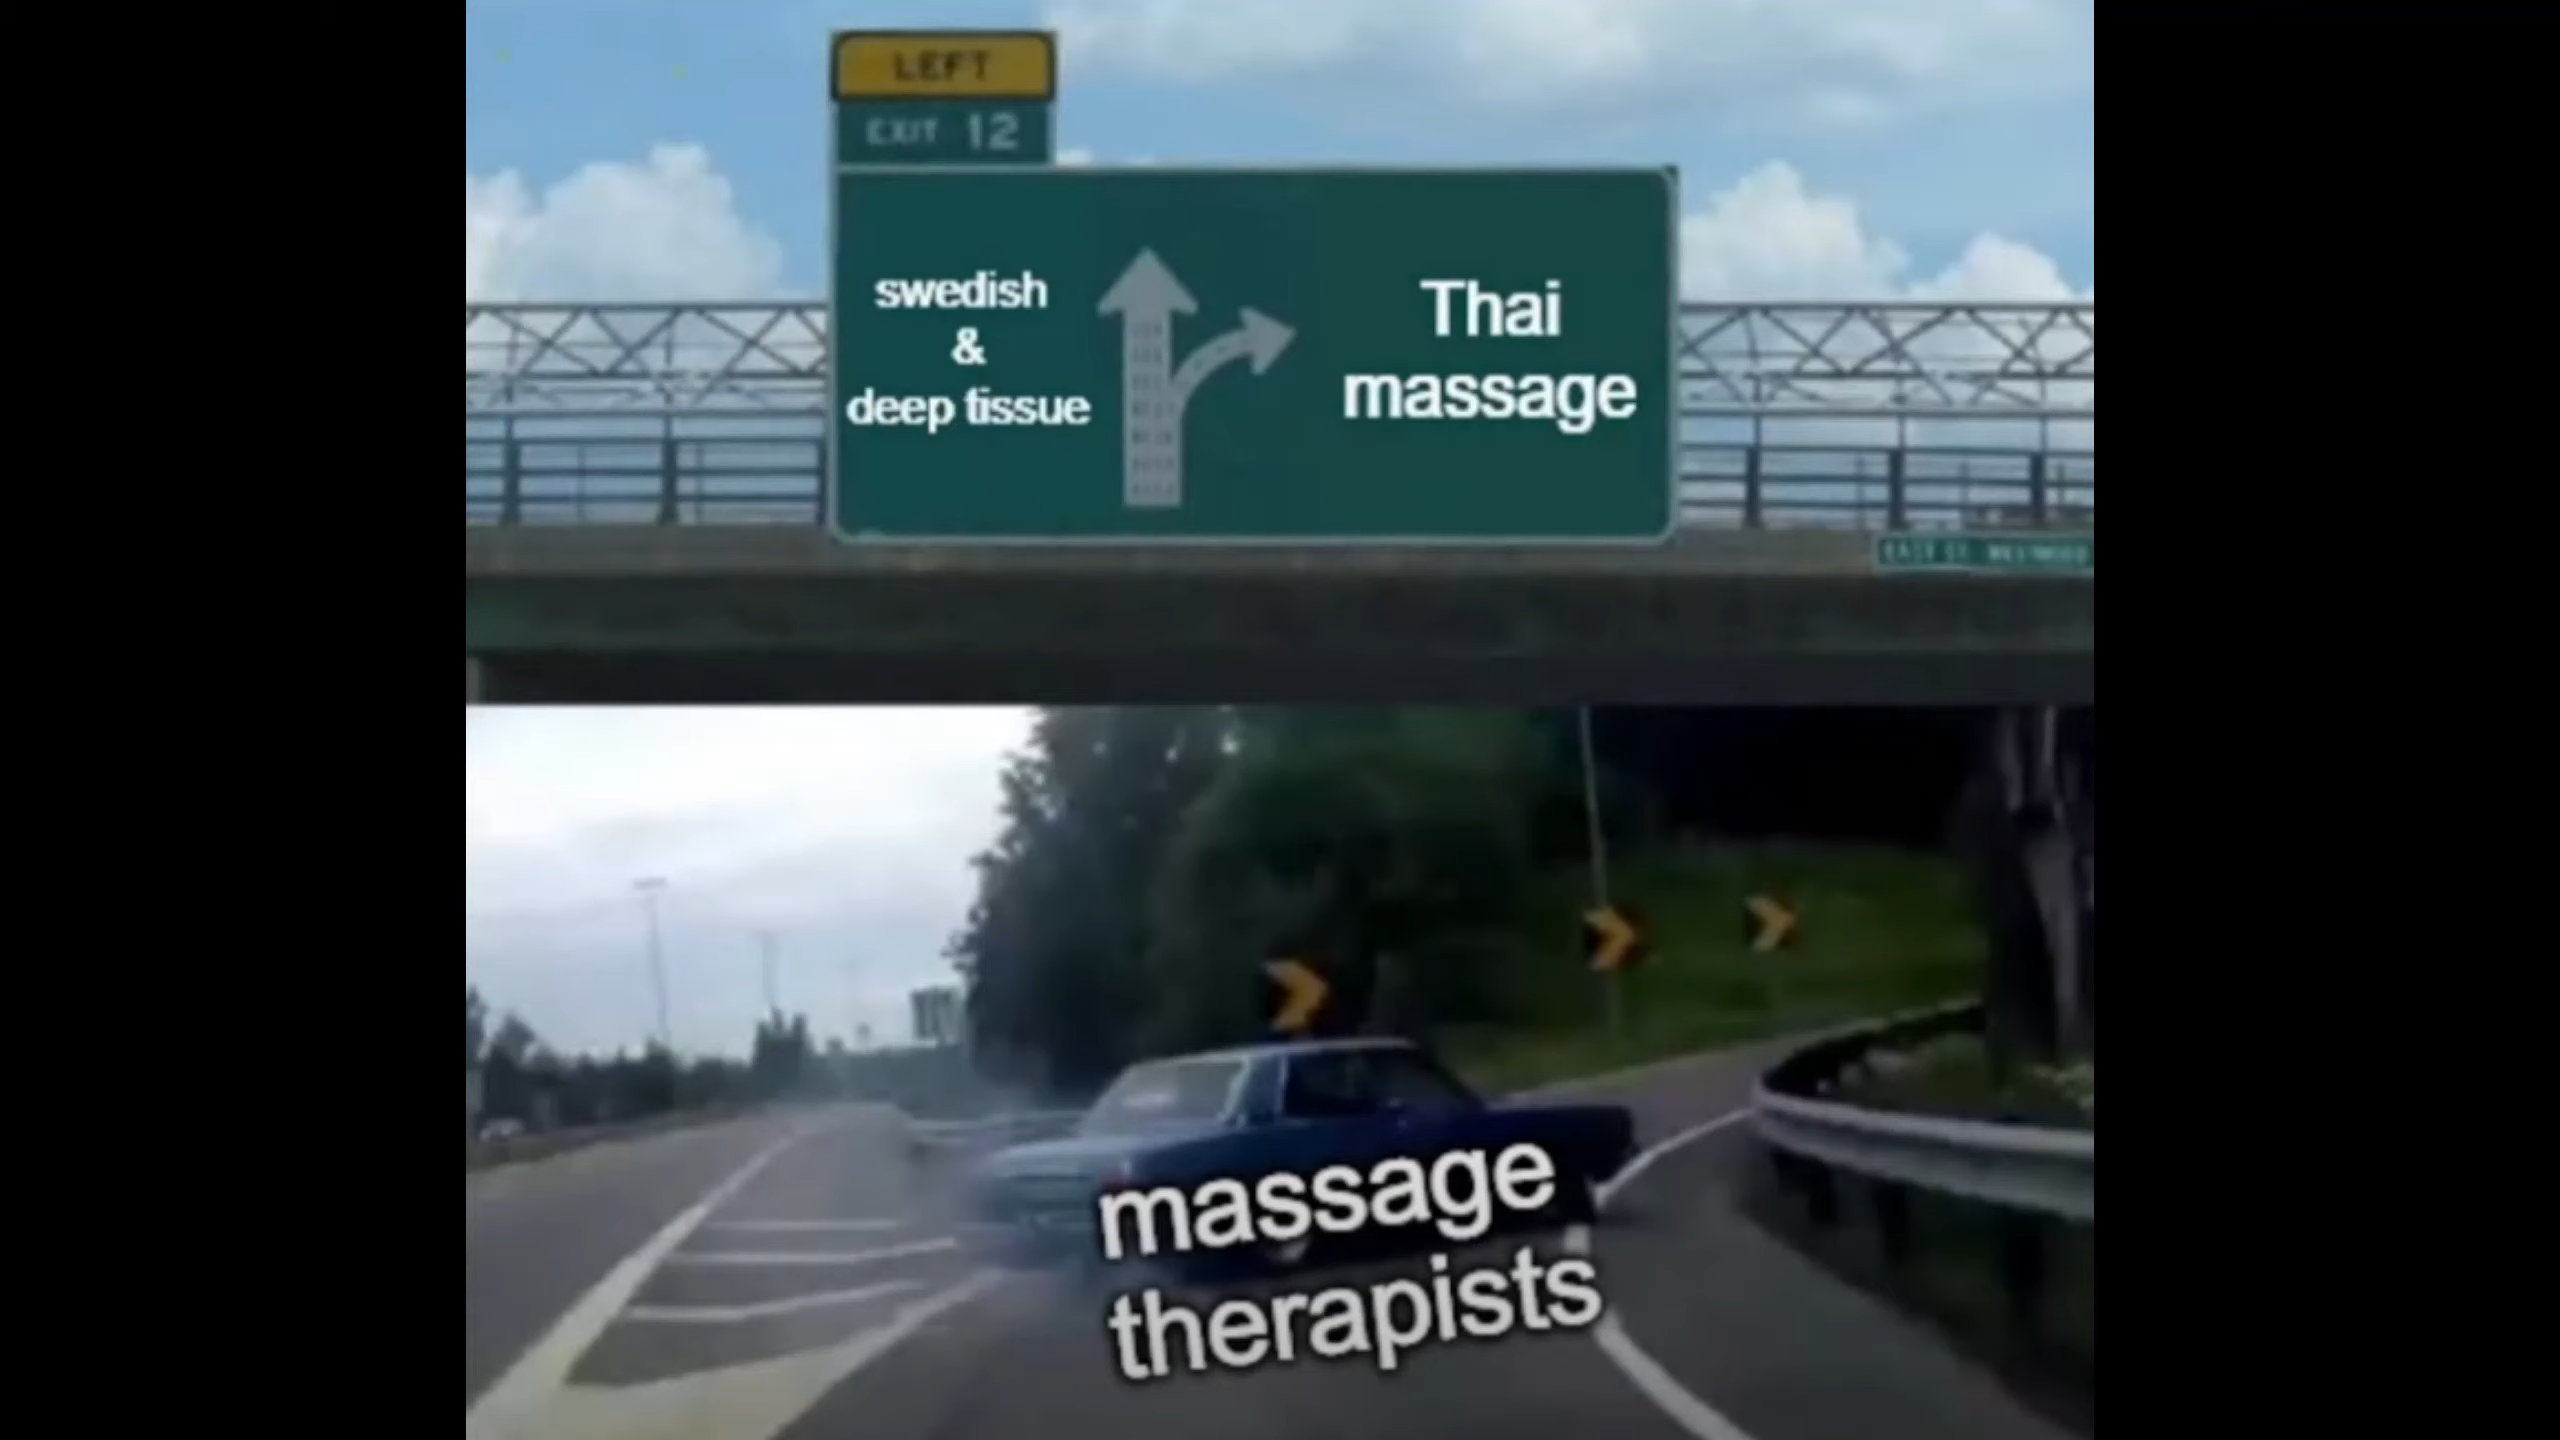 LEFT
EXIT 12
swedish
&
deep tissue
Thai
massage
massage
therapists